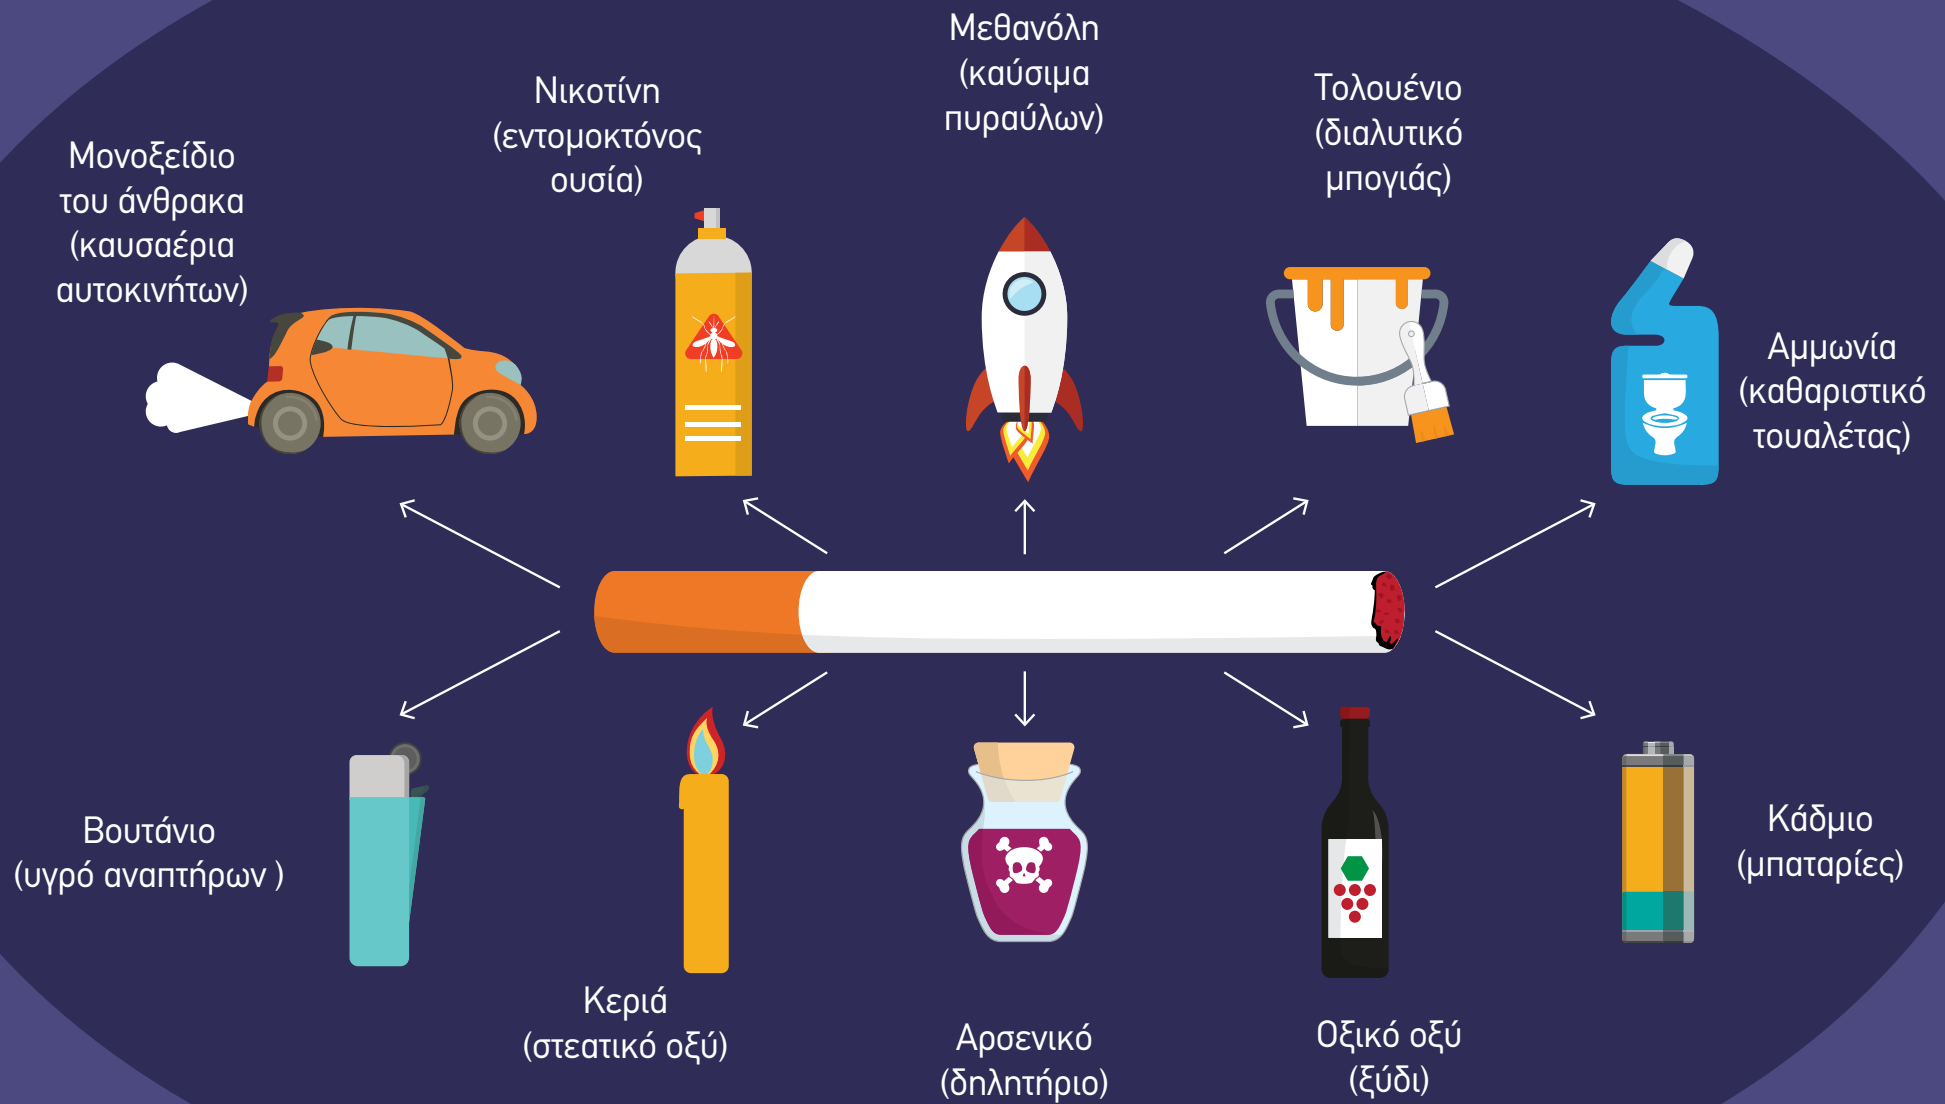 Μεθανόλη
(καύσιμα
πυραύλων)
Νικοτίνη
(εντομοκτόνος
ουσία)
Τολουένιο
(διαλυτικό
μπογιάς)
Μονοξείδιο
του άνθρακα
(καυσαέρια
αυτοκινήτων)
Αμμωνία
(καθαριστικό
τουαλέτας)
Βουτάνιο
(υγρό αναπτήρων )
Κεριά
(στεατικό οξύ)
Αρσενικό
(δηλητήριο)
Οξικό οξύ
(ξύδι)
Κάδμιο
(μπαταρίες)